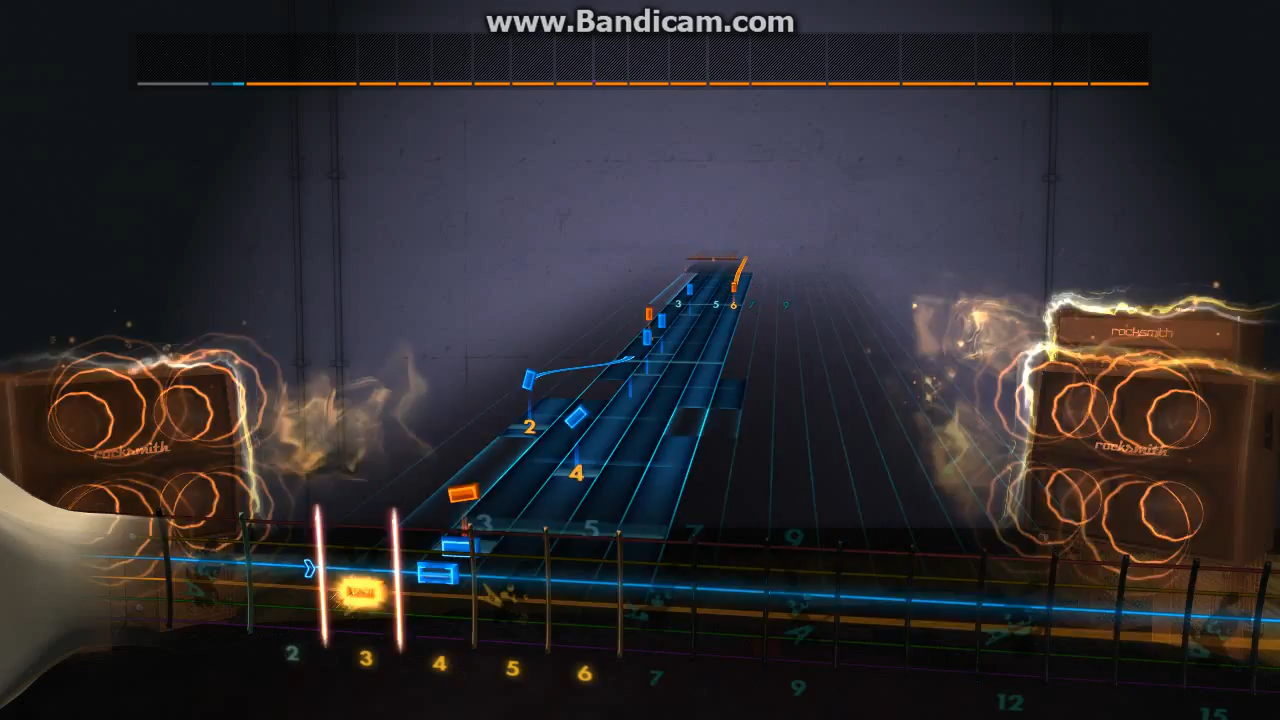 www.Bandicam.com
3 5 6 7 9
rocksmith
2
rocksmith
rocksmith
4
3 5 7 9
2 3 4 5 6 7 9 12 15